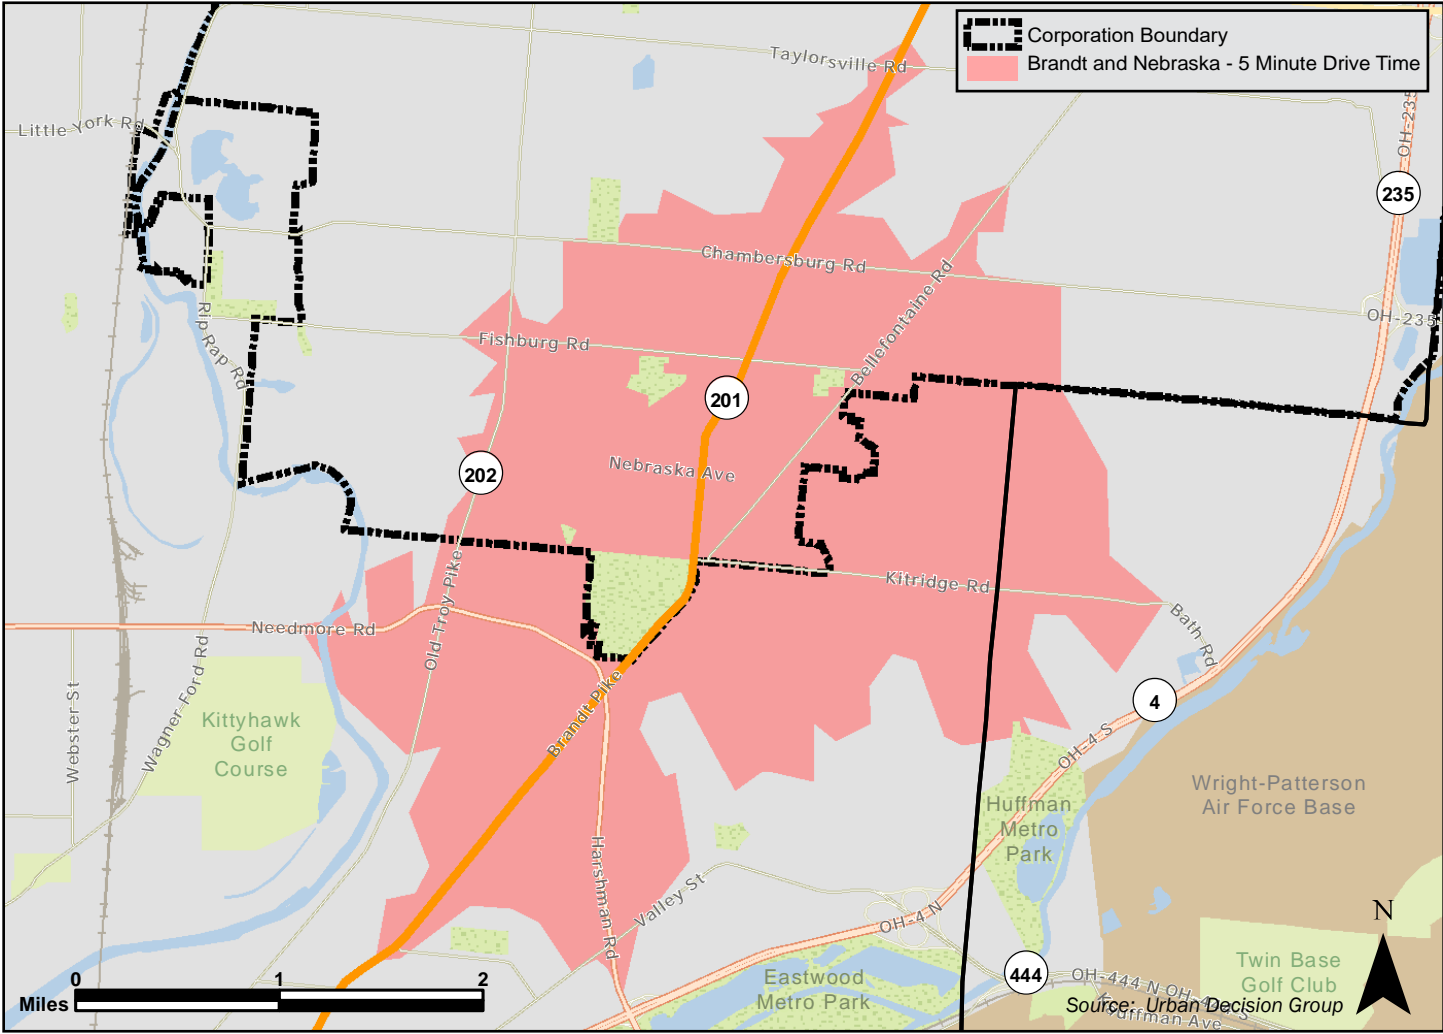 Corporation Boundary
Brandt and Nebraska - 5 Minute Drive Time
Taylorsville Rd
OH-235
Little York Rd
235
Chambersburg Rd
Bellefontaine Rd
OH-235
Rip Rap Rd
Fishburg Rd
201
Nebraska Ave
202
Kitridge Rd
Old Troy Pike
Needmore Rd
Bath Rd
Wagner-Ford Rd
Webster St
Brandt Pike
4
Kittyhawk
Golf
Course
OH-4 S
Wright-Patterson
Air Force Base
Huffman
Metro
Park
Harshman Rd
Valley St
OH-4 N
N
444
Eastwood
Metro Park
Twin Base
Golf Club
OH-444 N
Kauffman Ave
0 1 2
Miles
Source: Urban Decision Group